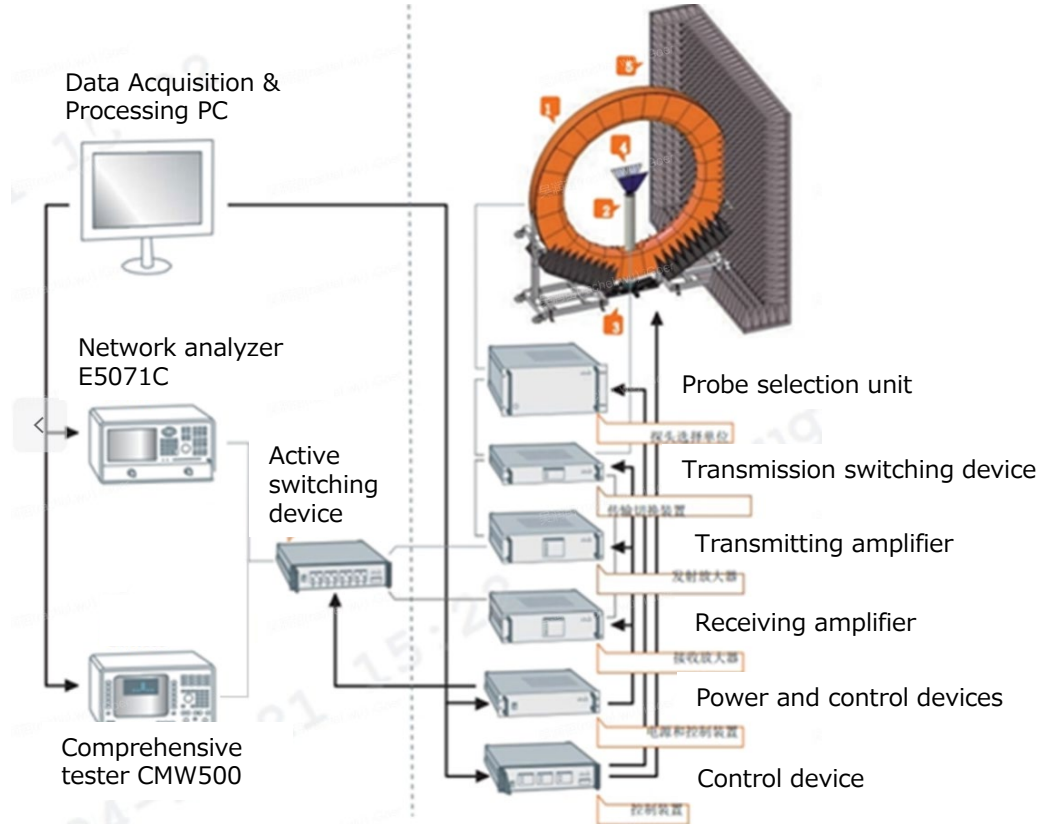 Data Acquisition &
Processing PC
5
1
4
2
3
Network analyzer
E5071C
Probe selection unit
探头选择单位
Active
switching
device
Transmission switching device
传输切换装置
Transmitting amplifier
发射放大器
Receiving amplifier
接收放大器
Power and control devices
电源和控制装置
Comprehensive
tester CMW500
Control device
控制装置